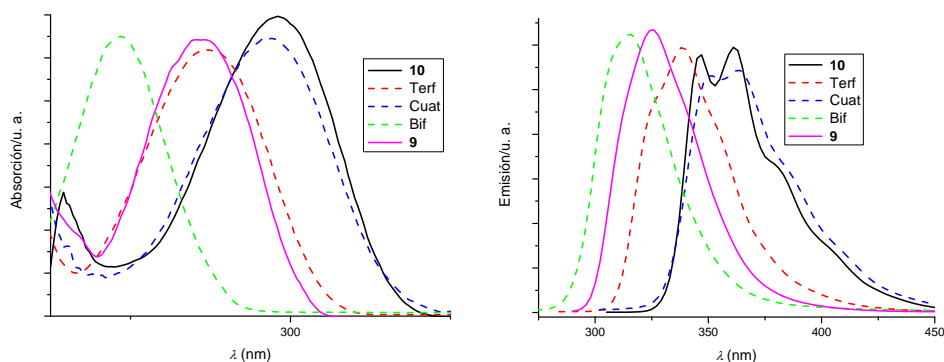 Absorción/u. a.
10
Terf
Cuat
Bif
9
300
λ (nm)
Emisión/u. a.
10
Terf
Cuat
Bif
9
300
350
400
450
λ (nm)